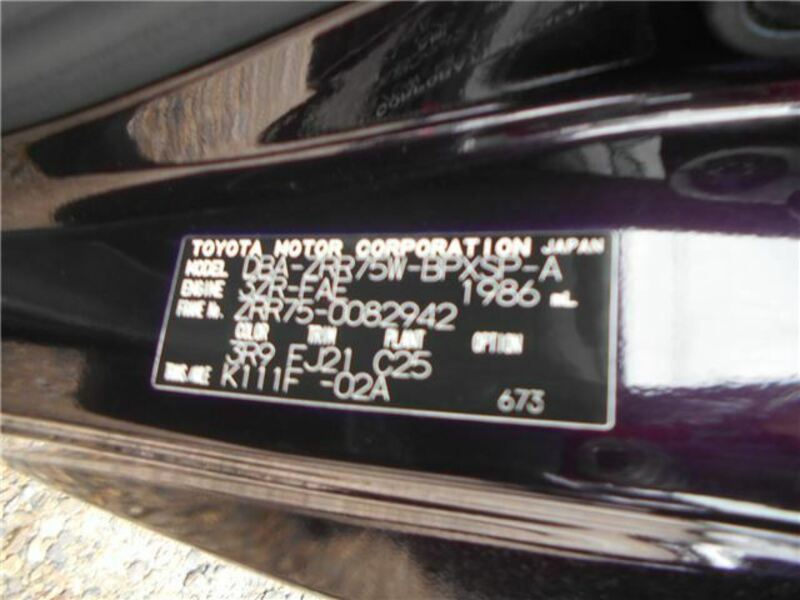 TOYOTA MOTOR CORPORATION JAPAN
MODEL DBA-ZRR75W-BPXSP-A
ENGINE 3ZR-FAE 1986 mL
FRAME No. ZRR75-0082942
COLOR TRIM PLANT OPTION
3R9 EJ21 C25
TRANS./AXLE K111F -02A
673